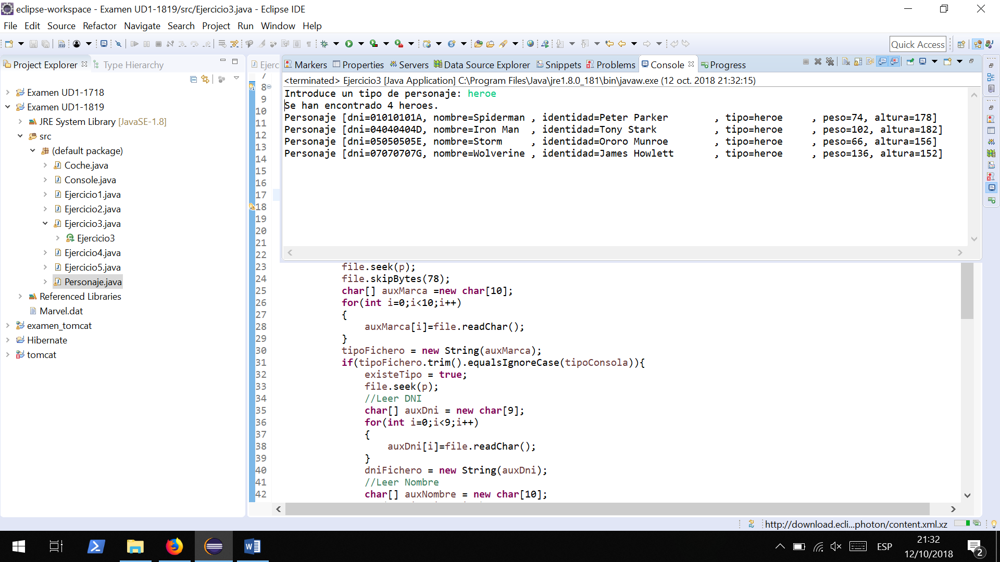 eclipse-workspace - Examen UD1-1819/src/Ejercicio3.java - Eclipse IDE
File Edit Source Refactor Navigate Search Project Run Window Help
Quick Access
Project Explorer
Type Hierarchy
Ejerc
Markers Properties Servers Data Source Explorer Snippets Problems Console Progress
<terminated> Ejercicio3 [Java Application] C:\Program Files\Java\jre1.8.0_181\bin\javaw.exe (12 oct. 2018 21:32:15)
Introduce un tipo de personaje: heroe
Se han encontrado 4 heroes.
Personaje [dni=01010101A, nombre=Spiderman , identidad=Peter Parker        , tipo=heroe     , peso=74, altura=178]
Personaje [dni=04040404D, nombre=Iron Man  , identidad=Tony Stark          , tipo=heroe     , peso=102, altura=182]
Personaje [dni=05050505E, nombre=Storm     , identidad=Ororo Munroe        , tipo=heroe     , peso=66, altura=156]
Personaje [dni=07070707G, nombre=Wolverine , identidad=James Howlett       , tipo=heroe     , peso=136, altura=152]
Examen UD1-1718
Examen UD1-1819
JRE System Library [JavaSE-1.8]
src
(default package)
Coche.java
Console.java
Ejercicio1.java
Ejercicio2.java
Ejercicio3.java
Ejercicio3
Ejercicio4.java
Ejercicio5.java
Personaje.java
Referenced Libraries
Marvel.dat
examen_tomcat
Hibernate
tomcat
7
8
9
10
11
12
13
14
15
16
17
18
19
20
21
22
23 file.seek(p);
24 file.skipBytes(78);
25 char[] auxMarca =new char[10];
26 for(int i=0;i<10;i++)
27 {
28 auxMarca[i]=file.readChar();
29 }
30 tipoFichero = new String(auxMarca);
31 if(tipoFichero.trim().equalsIgnoreCase(tipoConsola)){
32 existeTipo = true;
33 file.seek(p);
34 //Leer DNI
35 char[] auxDni = new char[9];
36 for(int i=0;i<9;i++)
37 {
38 auxDni[i]=file.readChar();
39 }
40 dniFichero = new String(auxDni);
41 //Leer Nombre
42 char[] auxNombre = new char[10];
http://download.ecli...photon/content.xml.xz
ESP
21:32
12/10/2018
2